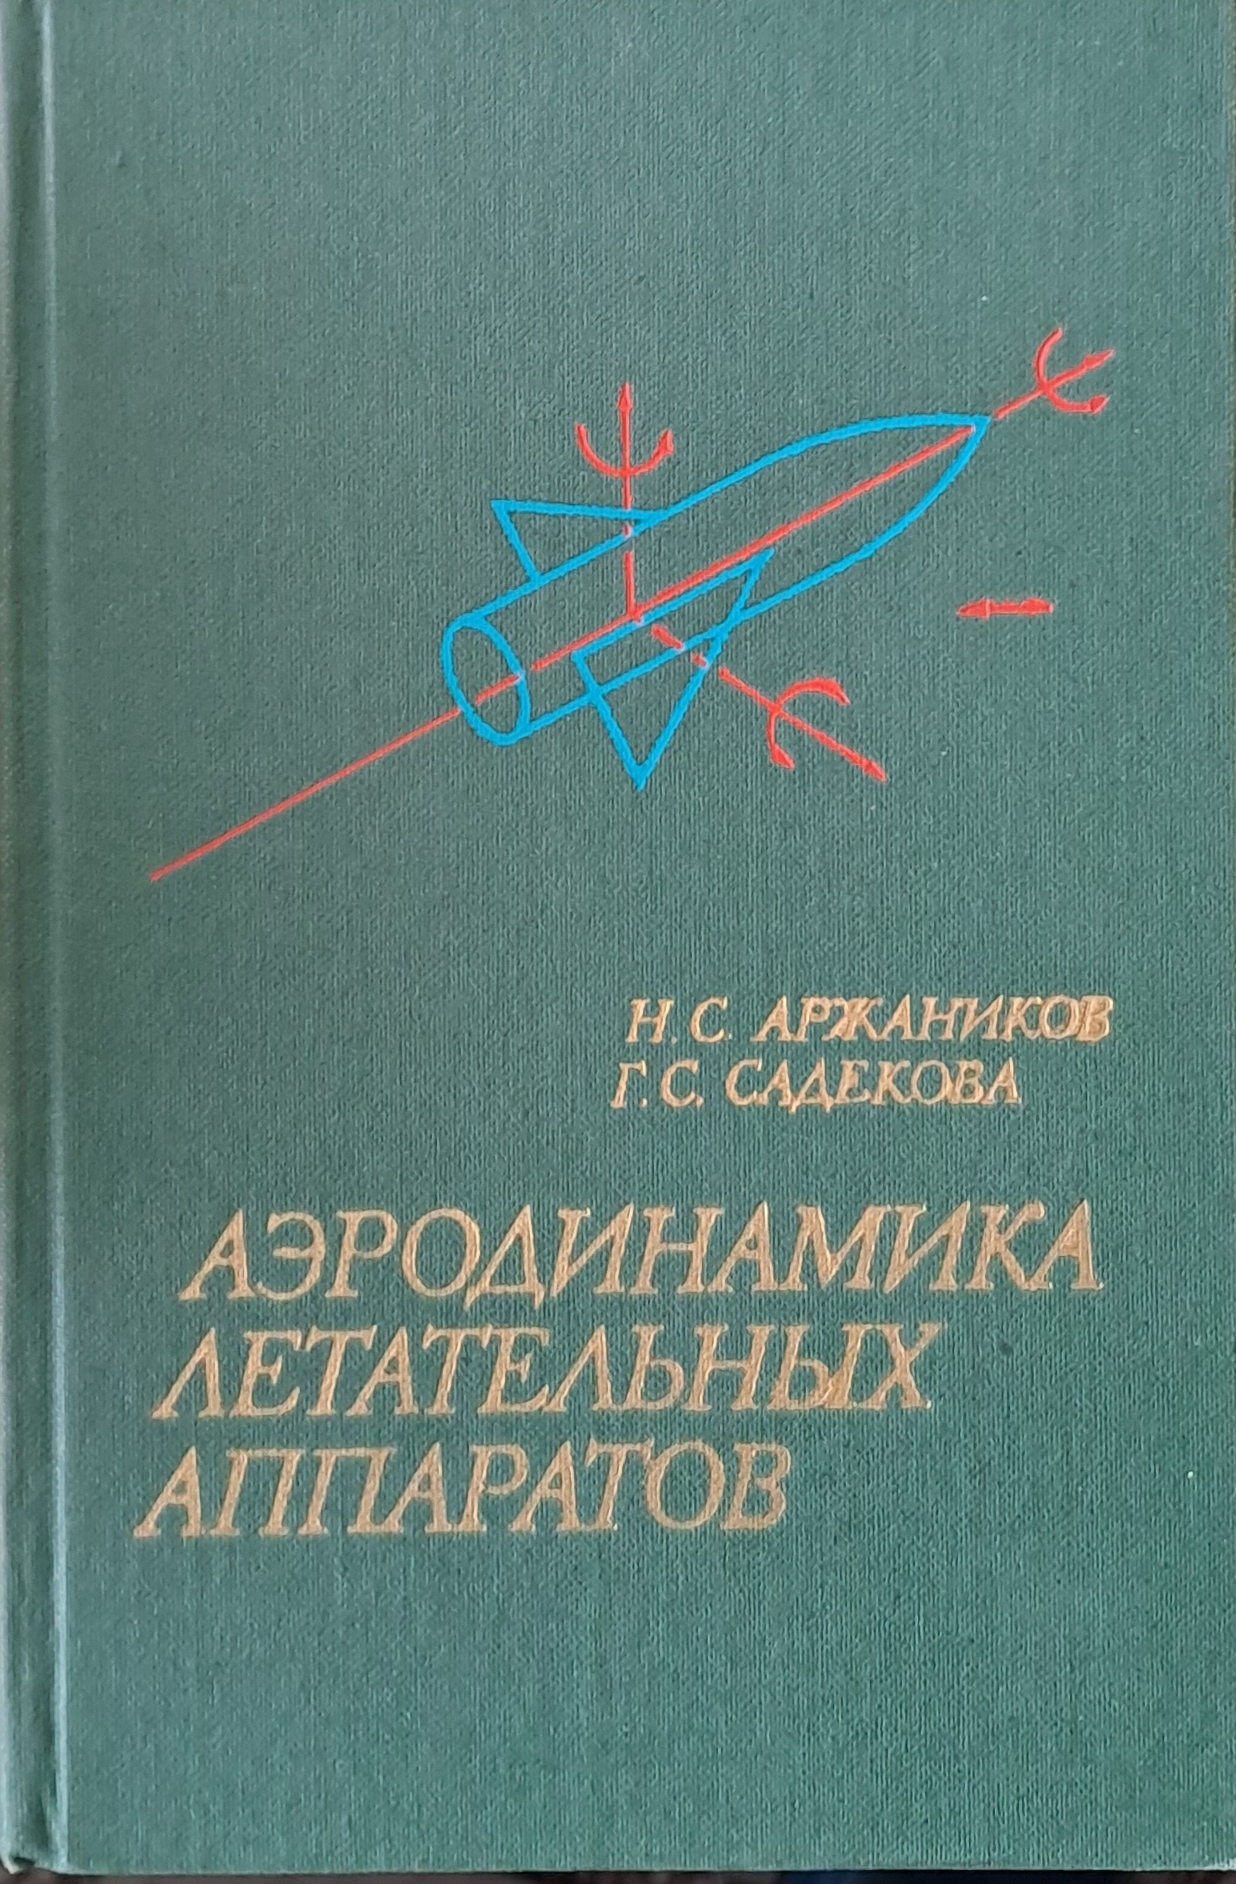 Н. С. АРЖАНИКОВ
Г. С. САДЕКОВА
АЭРОДИНАМИКА
ЛЕТАТЕЛЬНЫХ
АППАРАТОВ